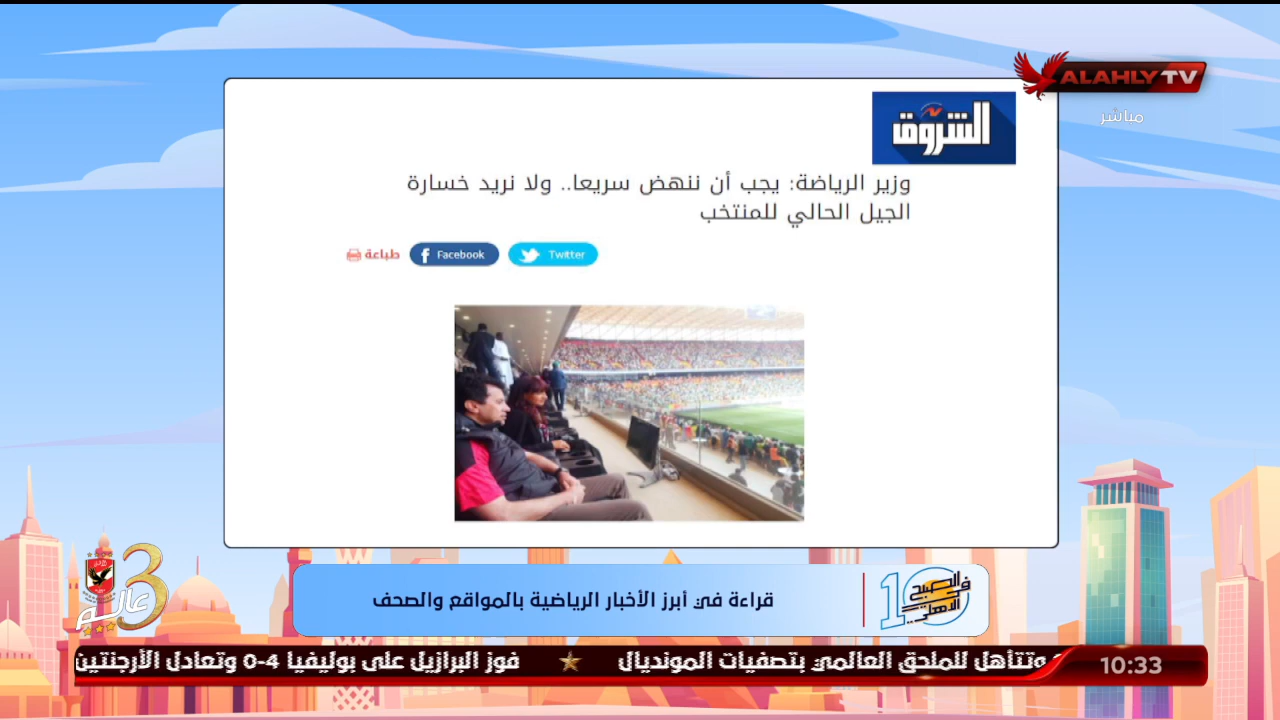 ALAHLY TV
مباشر
الشروق
وزير الرياضة: يجب أن ننهض سريعا.. ولا نريد خسارة
الجيل الحالي للمنتخب
Twitter
Facebook
طباعة
10 الصبح في الأهلي
قراءة في أبرز الأخبار الرياضية بالمواقع والصحف
3 عالم
وتتأهل للملحق العالمي بتصفيات المونديال ★ فوز البرازيل على بوليفيا 4-0 وتعادل الأرجنتين
10:33